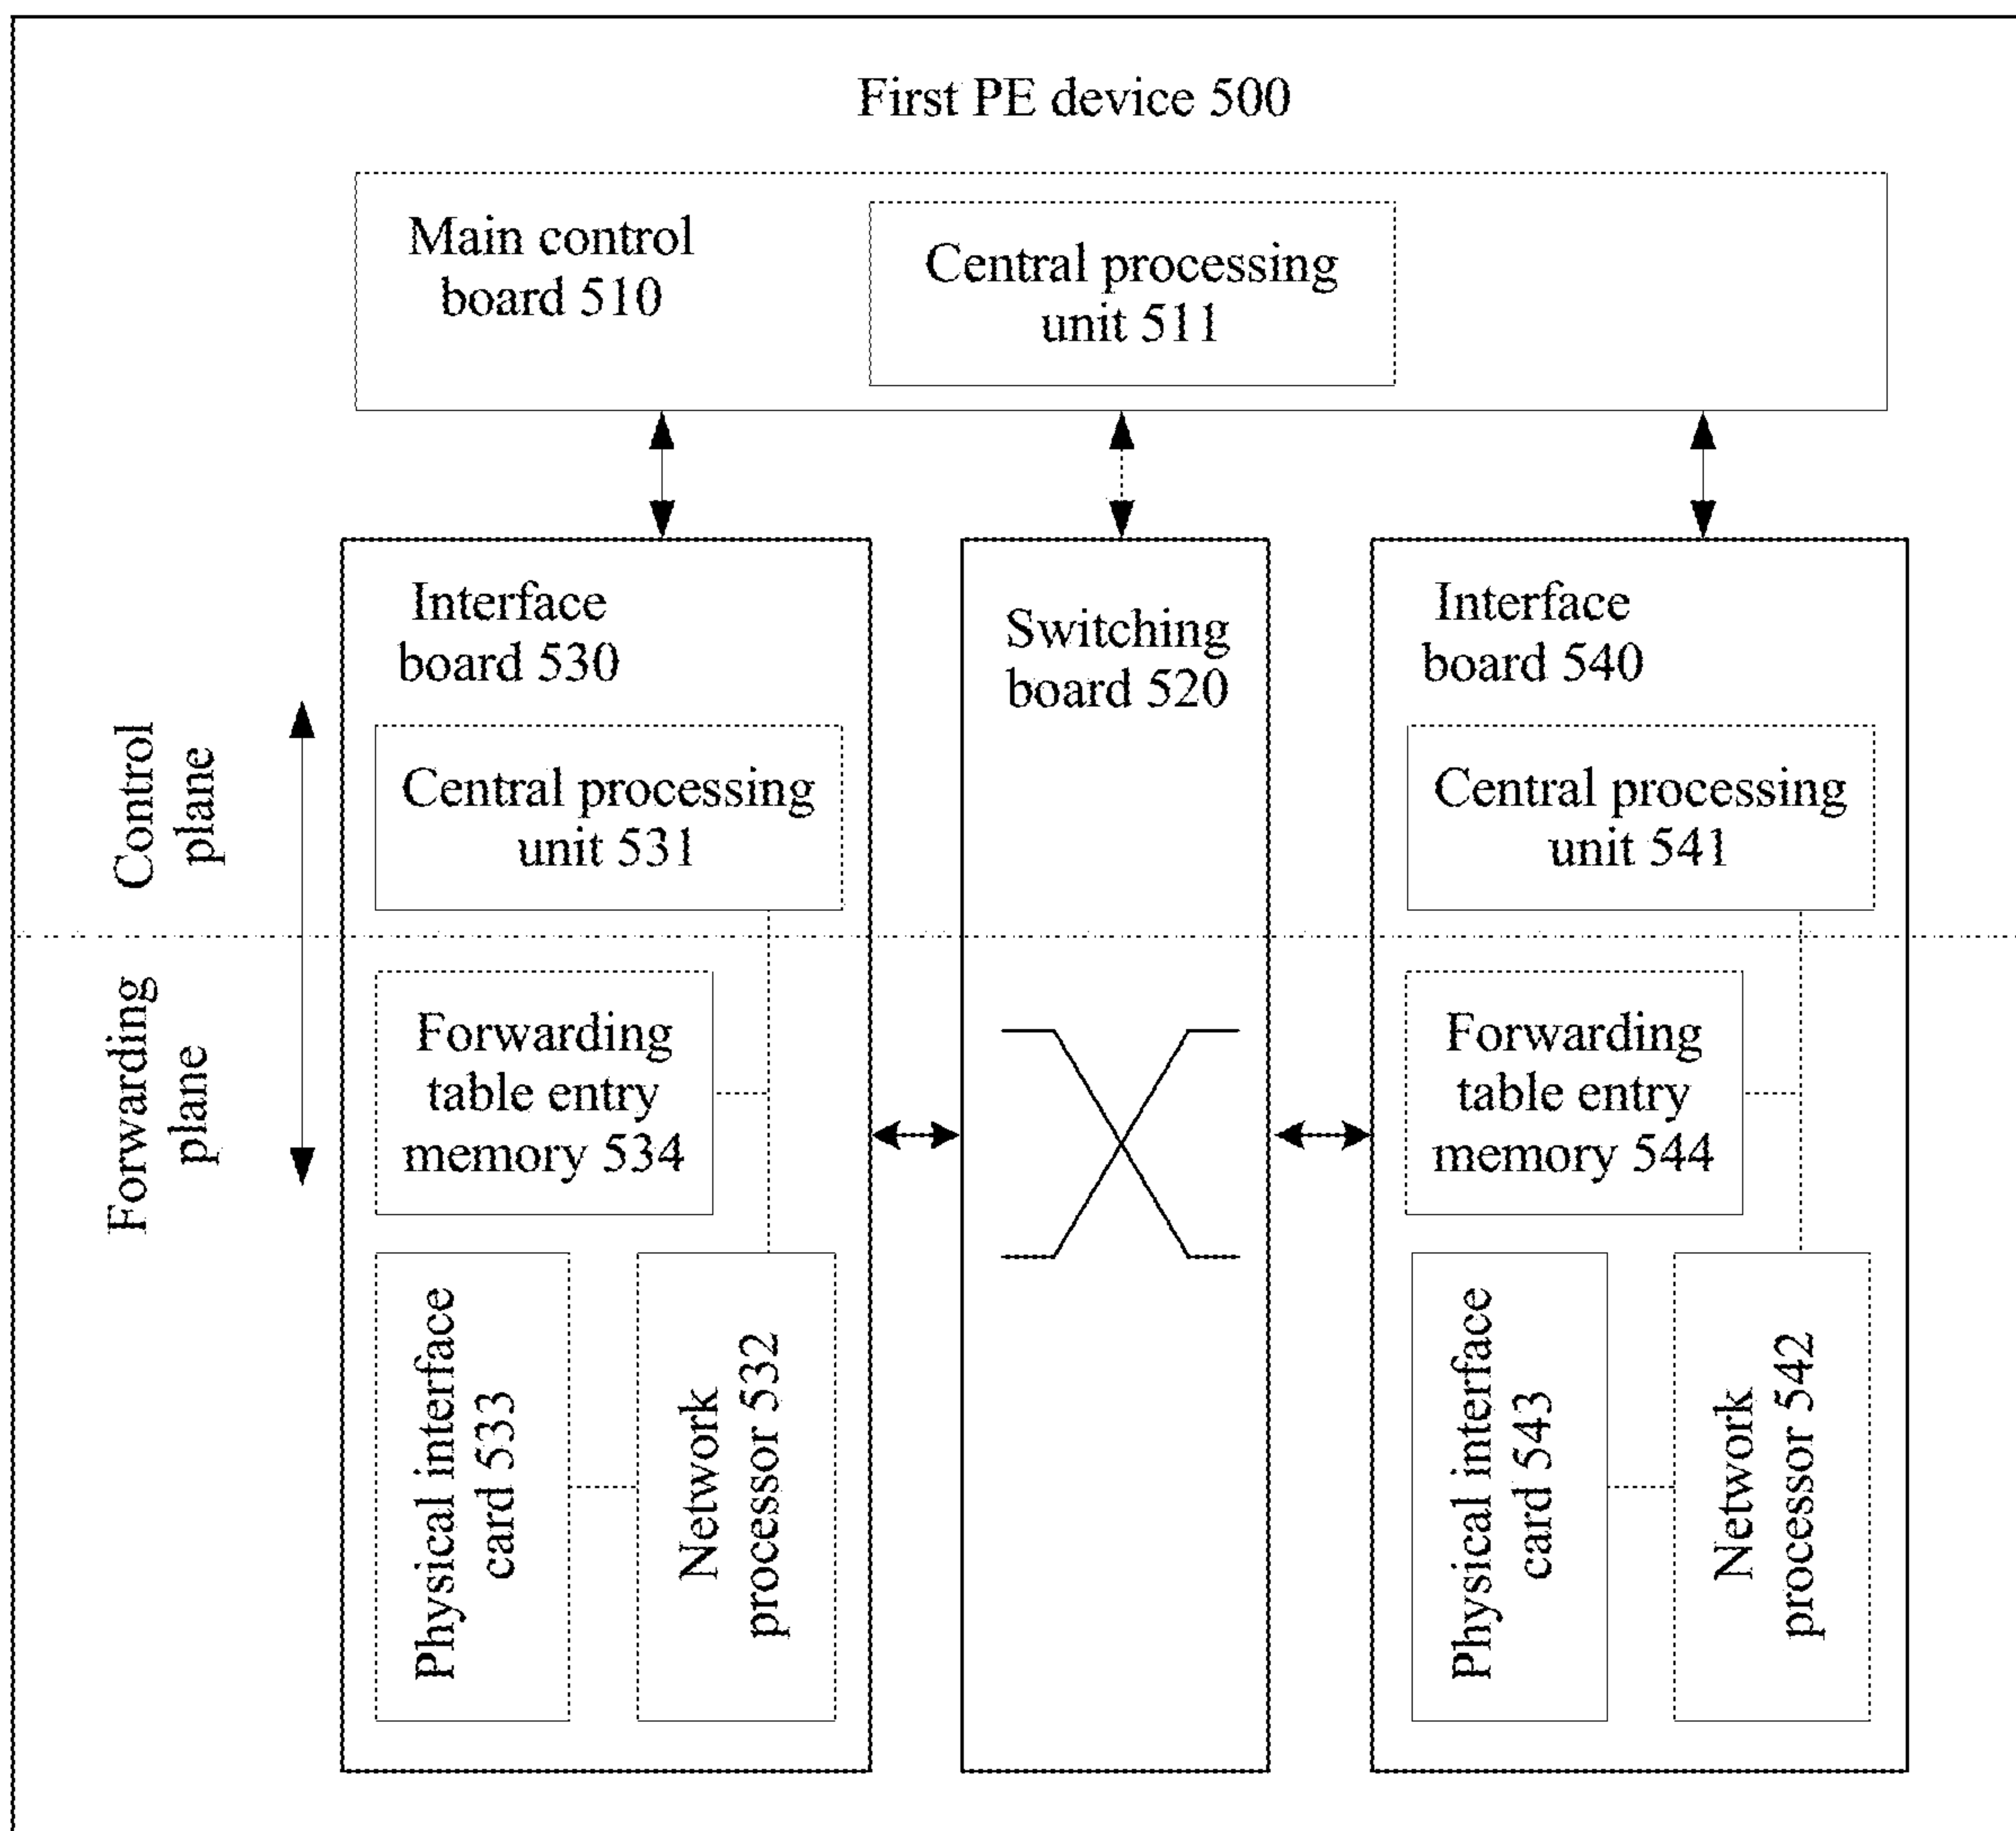 First PE device 500
Main control
board 510
Central processing
unit 511
Interface
board 530
Switching
board 520
Interface
board 540
Control
plane
Central processing
unit 531
Central processing
unit 541
Forwarding
plane
Forwarding
table entry
memory 534
Forwarding
table entry
memory 544
Physical interface
card 533
Network
processor 532
Physical interface
card 543
Network
processor 542